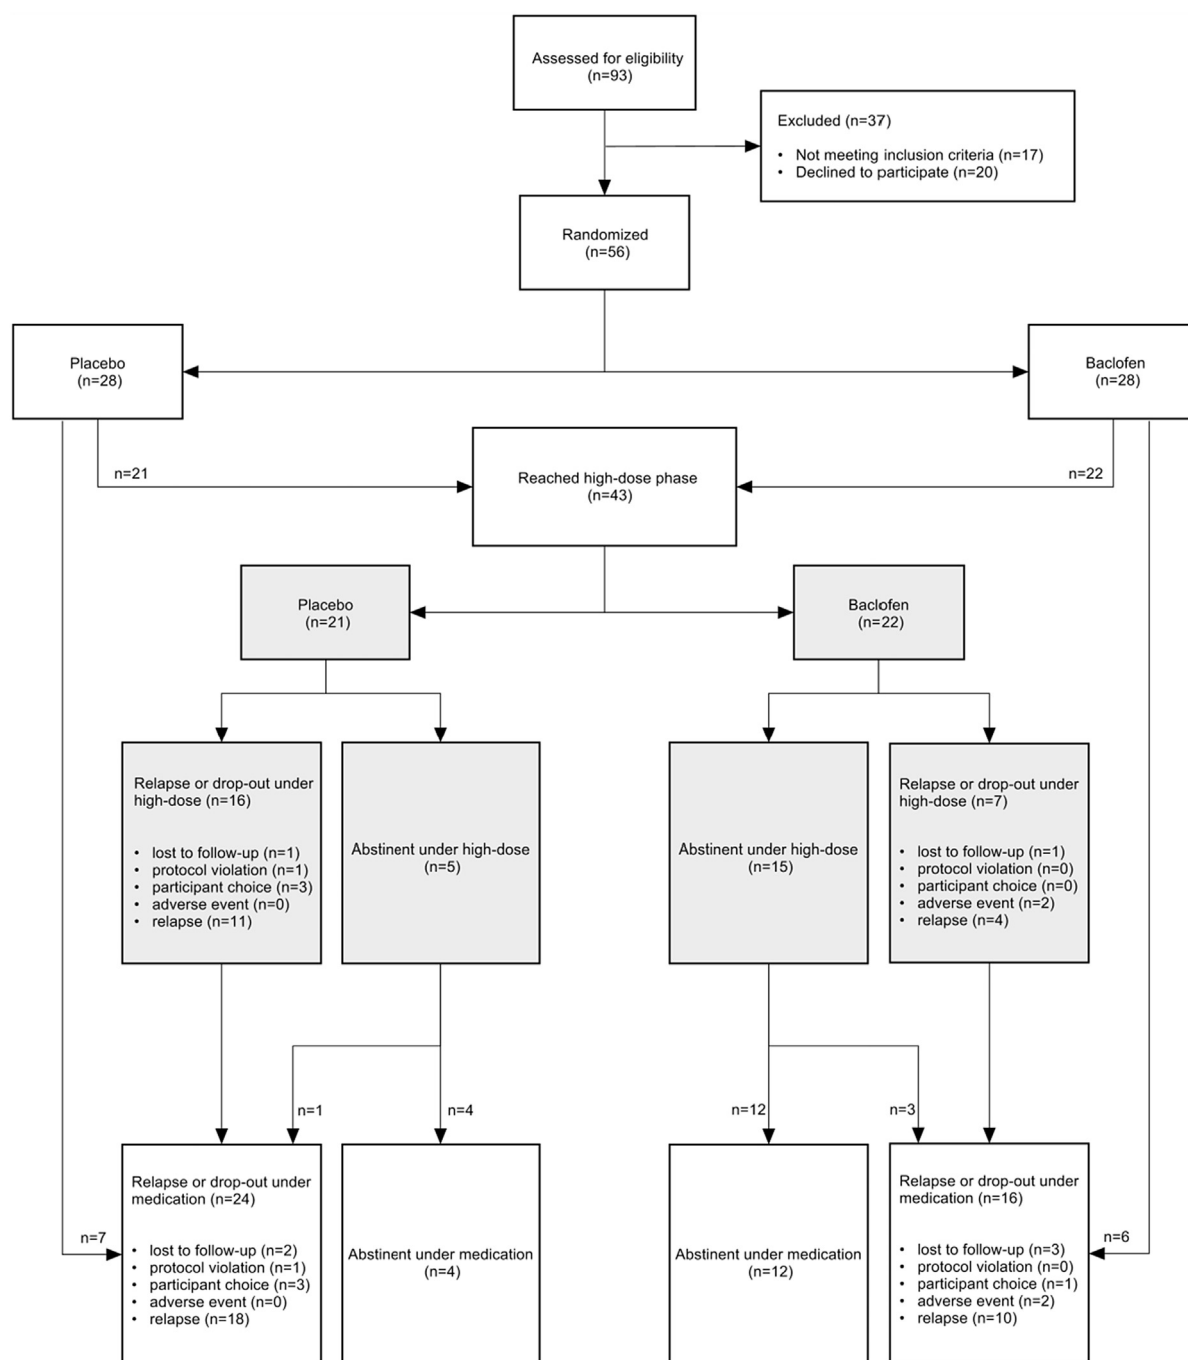 Assessed for eligibility
(n=93)
Excluded (n=37)
• Not meeting inclusion criteria (n=17)
• Declined to participate (n=20)
Randomized
(n=56)
Placebo
(n=28)
Baclofen
(n=28)
n=21
Reached high-dose phase
(n=43)
n=22
Placebo
(n=21)
Baclofen
(n=22)
Relapse or drop-out under
high-dose (n=16)
• lost to follow-up (n=1)
• protocol violation (n=1)
• participant choice (n=3)
• adverse event (n=0)
• relapse (n=11)
Abstinent under high-dose
(n=5)
Abstinent under high-dose
(n=15)
Relapse or drop-out under
high-dose (n=7)
• lost to follow-up (n=1)
• protocol violation (n=0)
• participant choice (n=0)
• adverse event (n=2)
• relapse (n=4)
n=1
n=4
n=12
n=3
n=7
Relapse or drop-out under
medication (n=24)
• lost to follow-up (n=2)
• protocol violation (n=1)
• participant choice (n=3)
• adverse event (n=0)
• relapse (n=18)
Abstinent under medication
(n=4)
Abstinent under medication
(n=12)
Relapse or drop-out under
medication (n=16)
• lost to follow-up (n=3)
• protocol violation (n=0)
• participant choice (n=1)
• adverse event (n=2)
• relapse (n=10)
n=6